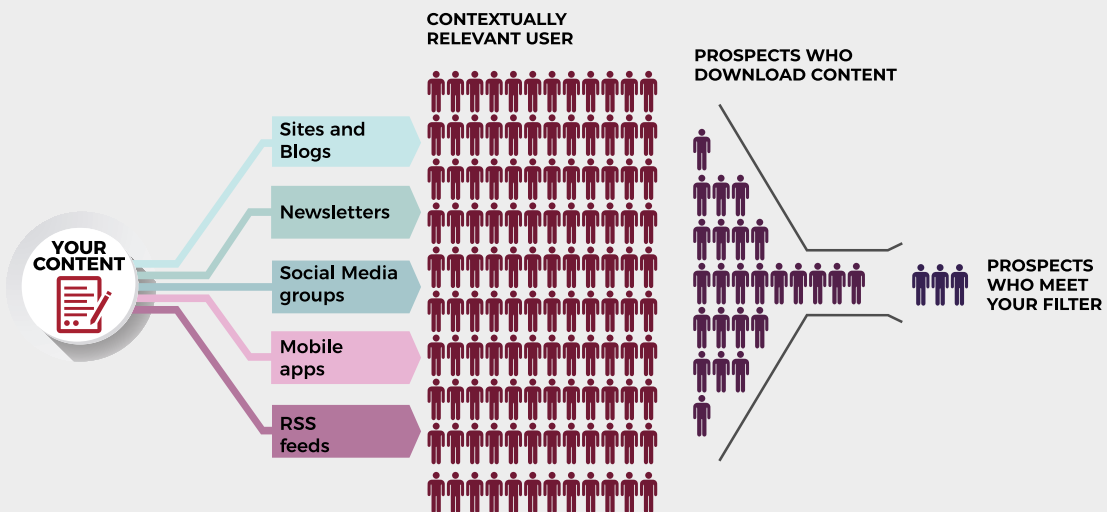 YOUR
CONTENT
Sites and
Blogs
Newsletters
Social Media
groups
Mobile
apps
RSS
feeds
CONTEXTUALLY
RELEVANT USER
PROSPECTS WHO
DOWNLOAD CONTENT
PROSPECTS
WHO MEET
YOUR FILTER